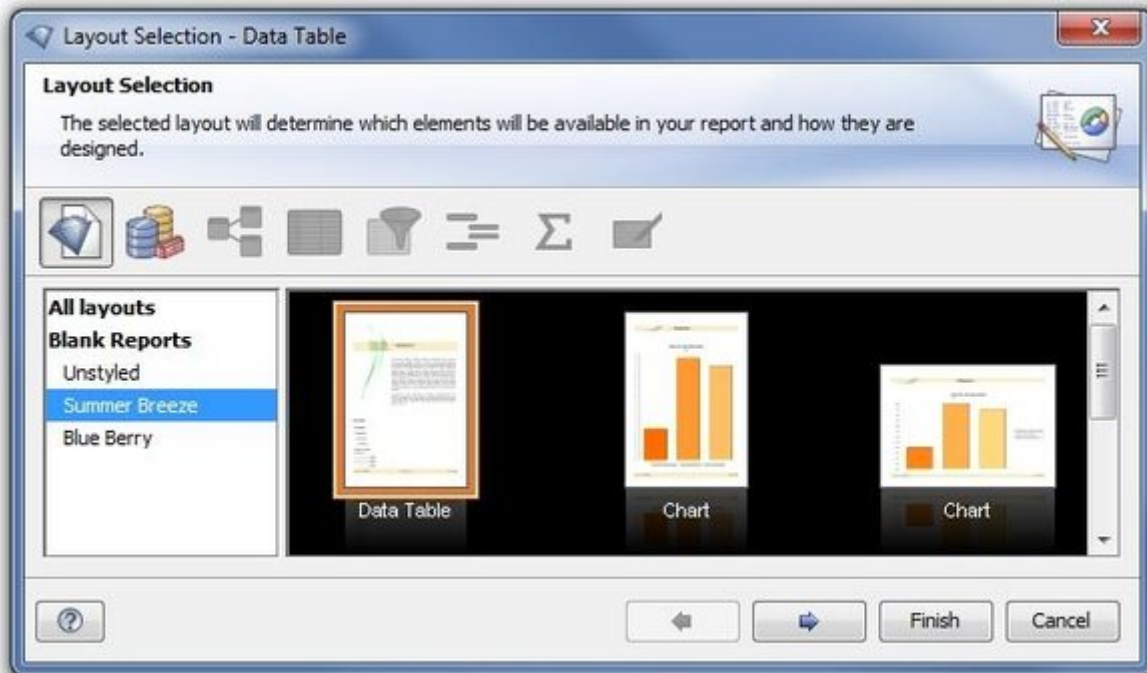 Layout Selection - Data Table
Layout Selection
The selected layout will determine which elements will be available in your report and how they are
designed.
All layouts
Blank Reports
Unstyled
Summer Breeze
Blue Berry
Data Table
Chart
Chart
Finish
Cancel